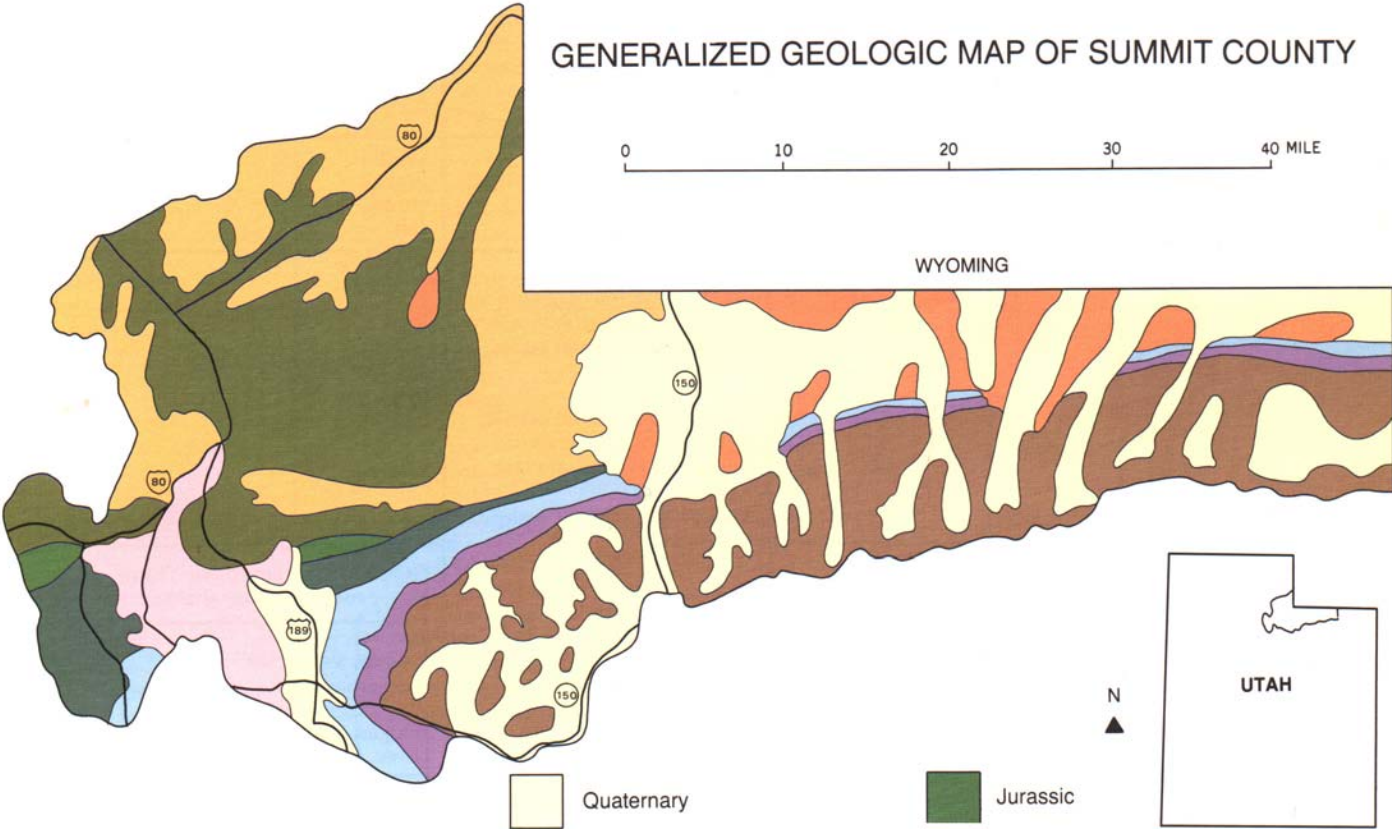 GENERALIZED GEOLOGIC MAP OF SUMMIT COUNTY
80
0 10 20 30 40 MILE
WYOMING
150
80
189
150
N
UTAH
Quaternary
Jurassic